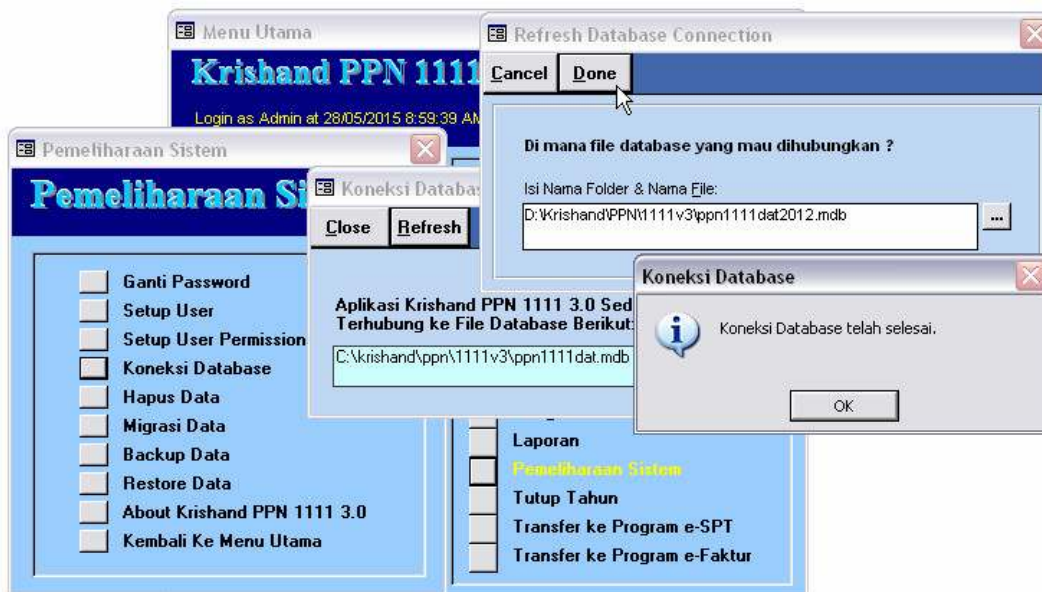 Menu Utama
Krishand PPN 1111
Login as Admin at 28/05/2015 8:59:39 AM
Refresh Database Connection
Cancel Done
Di mana file database yang mau dihubungkan ?
Isi Nama Folder & Nama File:
D:\Krishand\PPN\1111v3\ppn1111dat2012.mdb
...
Pemeliharaan Sistem
Pemeliharaan Si
Ganti Password
Setup User
Setup User Permission
Koneksi Database
Hapus Data
Migrasi Data
Backup Data
Restore Data
About Krishand PPN 1111 3.0
Kembali Ke Menu Utama
Koneksi Databas
Close Refresh
Aplikasi Krishand PPN 1111 3.0 Sed
Terhubung ke File Database Berikut:
C:\krishand\ppn\1111v3\ppn1111dat.mdb
Koneksi Database
Koneksi Database telah selesai.
OK
Laporan
Pemeliharaan Sistem
Tutup Tahun
Transfer ke Program e-SPT
Transfer ke Program e-Faktur